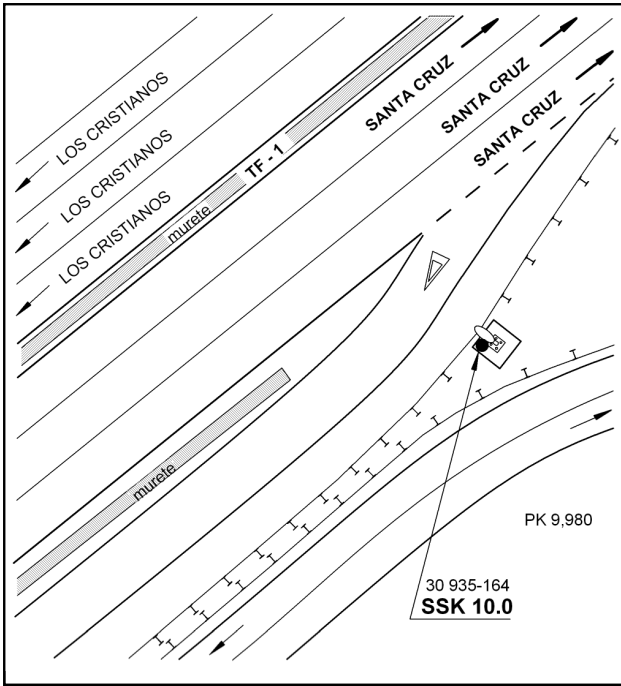 LOS CRISTIANOS
LOS CRISTIANOS
LOS CRISTIANOS
murete
TF - 1
SANTA CRUZ
SANTA CRUZ
SANTA CRUZ
murete
PK 9,980
30 935-164
SSK 10.0